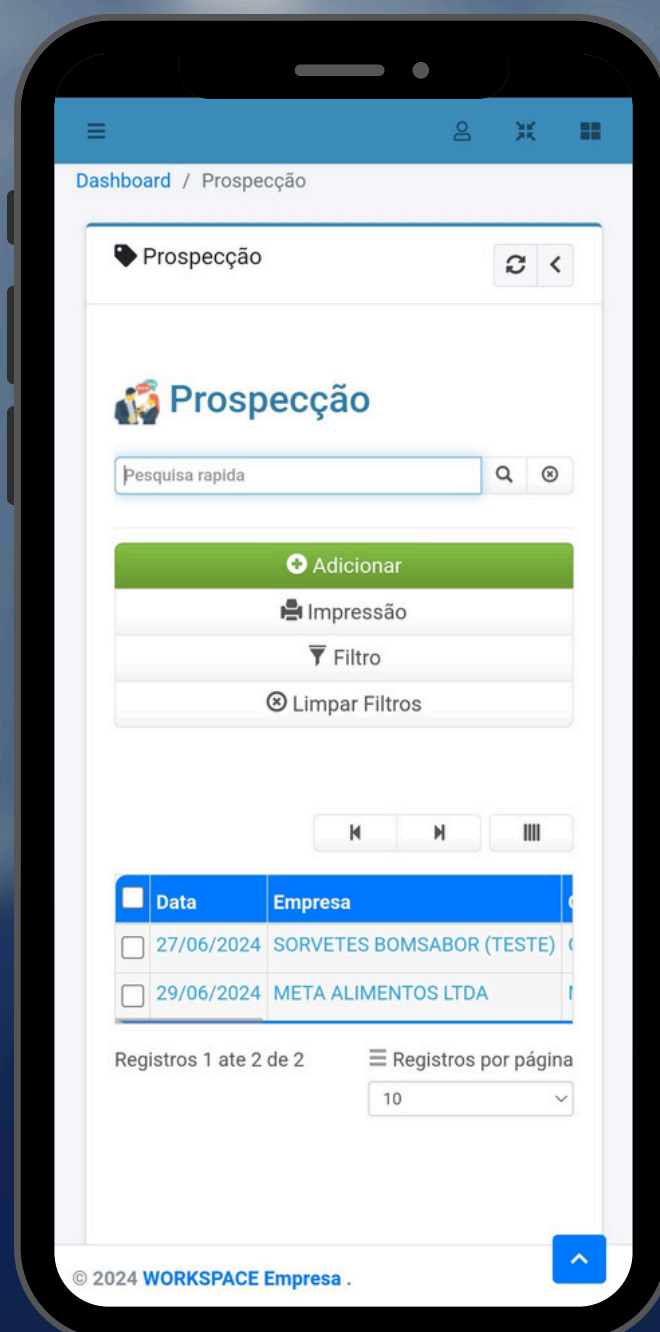 Dashboard / Prospecção
Prospecção
Prospecção
Pesquisa rapida
Adicionar
Impressão
Filtro
Limpar Filtros
Data Empresa
27/06/2024 SORVETES BOMSABOR (TESTE)
29/06/2024 META ALIMENTOS LTDA
Registros 1 ate 2 de 2 Registros por página
10
© 2024 WORKSPACE Empresa .